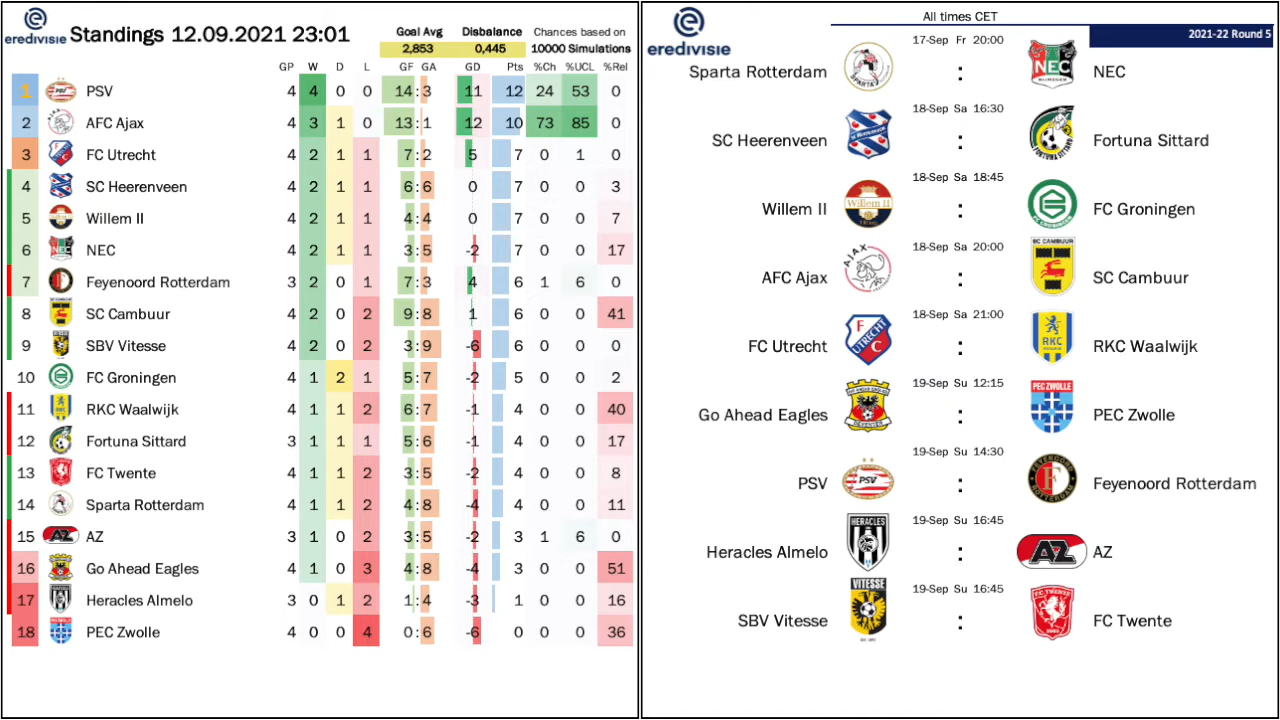 eredivisie
Standings 12.09.2021 23:01
Goal Avg Disbalance Chances based on
2,853 0,445 10000 Simulations
GP W D L GF GA GD Pts %Ch %UCL %Rel
1 PSV 4 4 0 0 14:3 11 12 24 53 0
2 AFC Ajax 4 3 1 0 13:1 12 10 73 85 0
3 FC Utrecht 4 2 1 1 7:2 5 7 0 1 0
4 SC Heerenveen 4 2 1 1 6:6 0 7 0 0 3
5 Willem II 4 2 1 1 4:4 0 7 0 0 7
6 NEC 4 2 1 1 3:5 -2 7 0 0 17
7 Feyenoord Rotterdam 3 2 0 1 7:3 4 6 1 6 0
8 SC Cambuur 4 2 0 2 9:8 1 6 0 0 41
9 SBV Vitesse 4 2 0 2 3:9 -6 6 0 0 0
10 FC Groningen 4 1 2 1 5:7 -2 5 0 0 2
11 RKC Waalwijk 4 1 1 2 6:7 -1 4 0 0 40
12 Fortuna Sittard 3 1 1 1 5:6 -1 4 0 0 17
13 FC Twente 4 1 1 2 3:5 -2 4 0 0 8
14 Sparta Rotterdam 4 1 1 2 4:8 -4 4 0 0 11
15 AZ 3 1 0 2 3:5 -2 3 1 6 0
16 Go Ahead Eagles 4 1 0 3 4:8 -4 3 0 0 51
17 Heracles Almelo 3 0 1 2 1:4 -3 1 0 0 16
18 PEC Zwolle 4 0 0 4 0:6 -6 0 0 0 36
eredivisie
All times CET
2021-22 Round 5
17-Sep Fr 20:00
Sparta Rotterdam : NEC
18-Sep Sa 16:30
SC Heerenveen : Fortuna Sittard
18-Sep Sa 18:45
Willem II : FC Groningen
18-Sep Sa 20:00
AFC Ajax : SC Cambuur
18-Sep Sa 21:00
FC Utrecht : RKC Waalwijk
19-Sep Su 12:15
Go Ahead Eagles : PEC Zwolle
19-Sep Su 14:30
PSV : Feyenoord Rotterdam
19-Sep Su 16:45
Heracles Almelo : AZ
19-Sep Su 16:45
SBV Vitesse : FC Twente